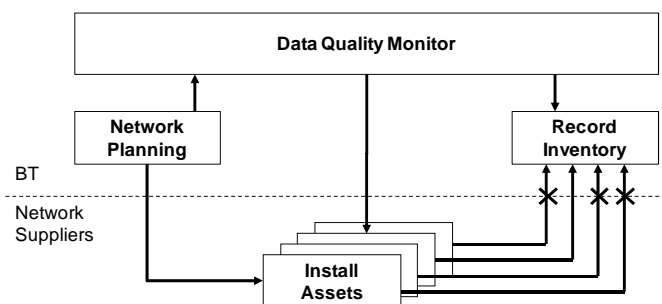 Data Quality Monitor
Network
Planning
Record
Inventory
BT
Network
Suppliers
Install
Assets